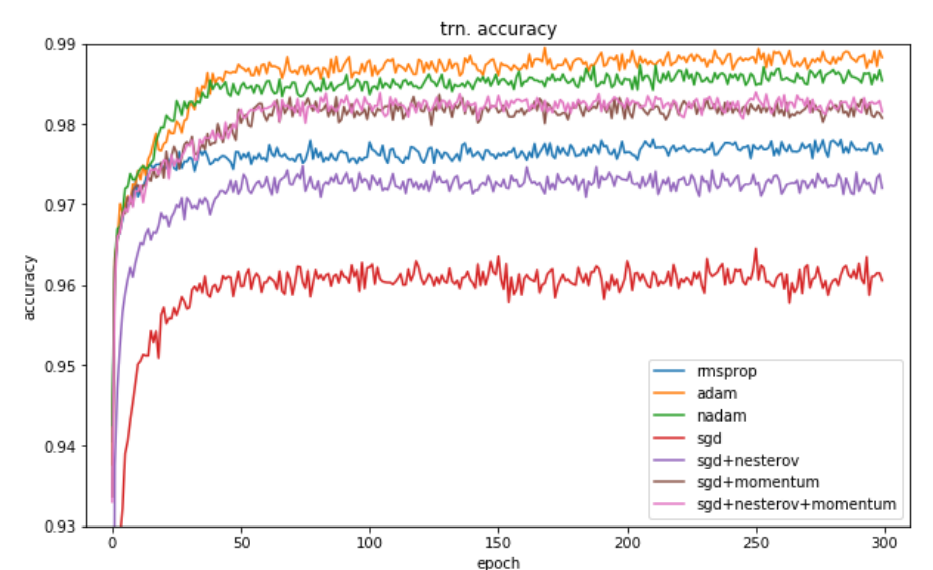 trn. accuracy
0.99
0.98
0.97
0.96
0.95
0.94
0.93
accuracy
rmsprop
adam
nadam
sgd
sgd+nesterov
sgd+momentum
sgd+nesterov+momentum
0 50 100 150 200 250 300
epoch